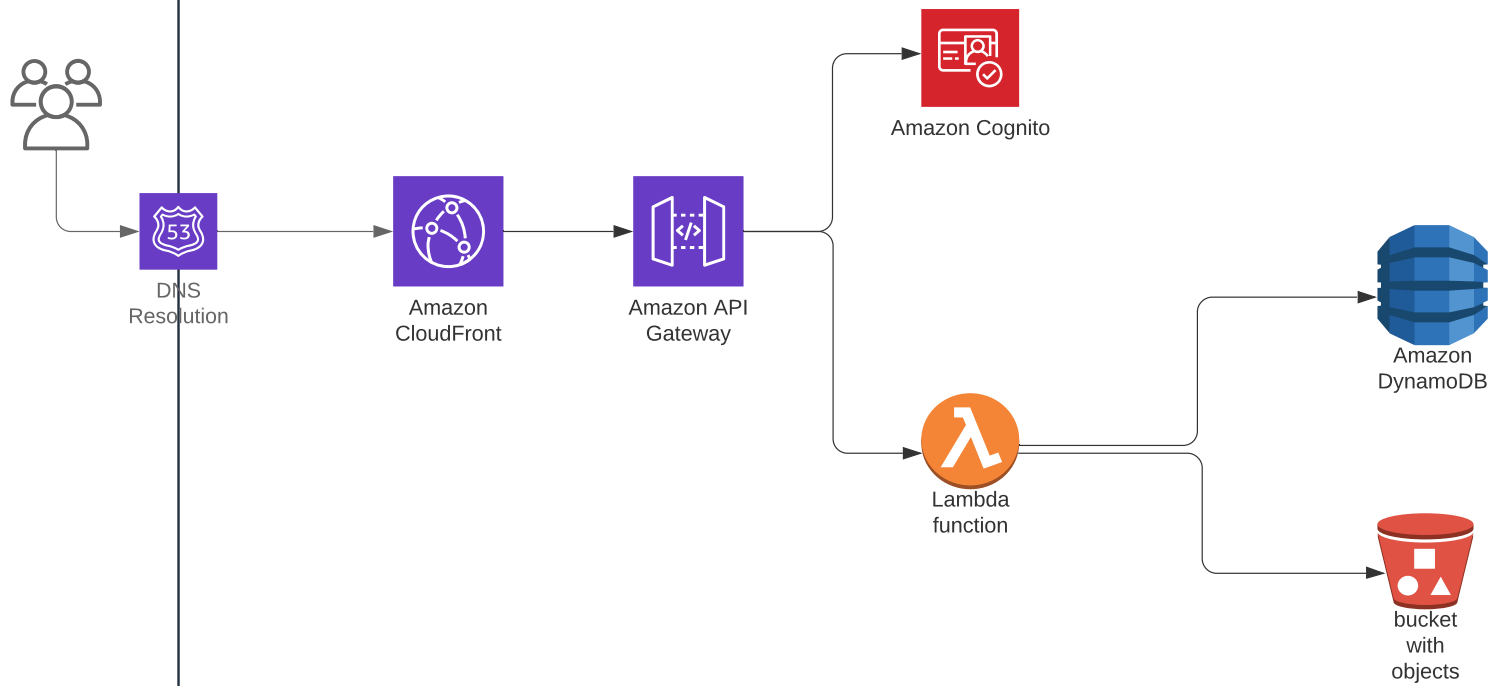 Amazon Cognito
53
DNS
Resolution
Amazon
CloudFront
</>
Amazon API
Gateway
Amazon
DynamoDB
Lambda
function
bucket
with
objects